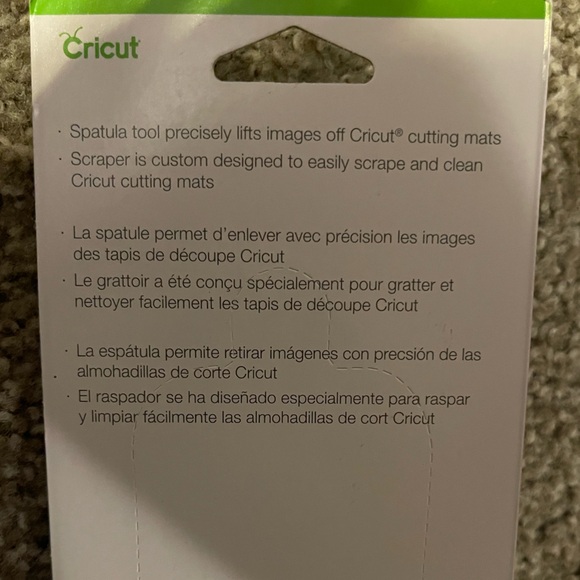 Cricut
· Spatula tool precisely lifts images off Cricut® cutting mats
· Scraper is custom designed to easily scrape and clean
Cricut cutting mats
· La spatule permet d'enlever avec précision les images
des tapis de découpe Cricut
· Le grattoir a été conçu spécialement pour gratter et
nettoyer facilement les tapis de découpe Cricut
· La espátula permite retirar imágenes con precsión de las
almohadillas de corte Cricut
· El raspador se ha diseñado especialmente para raspar
y limpiar fácilmente las almohadillas de cort Cricut